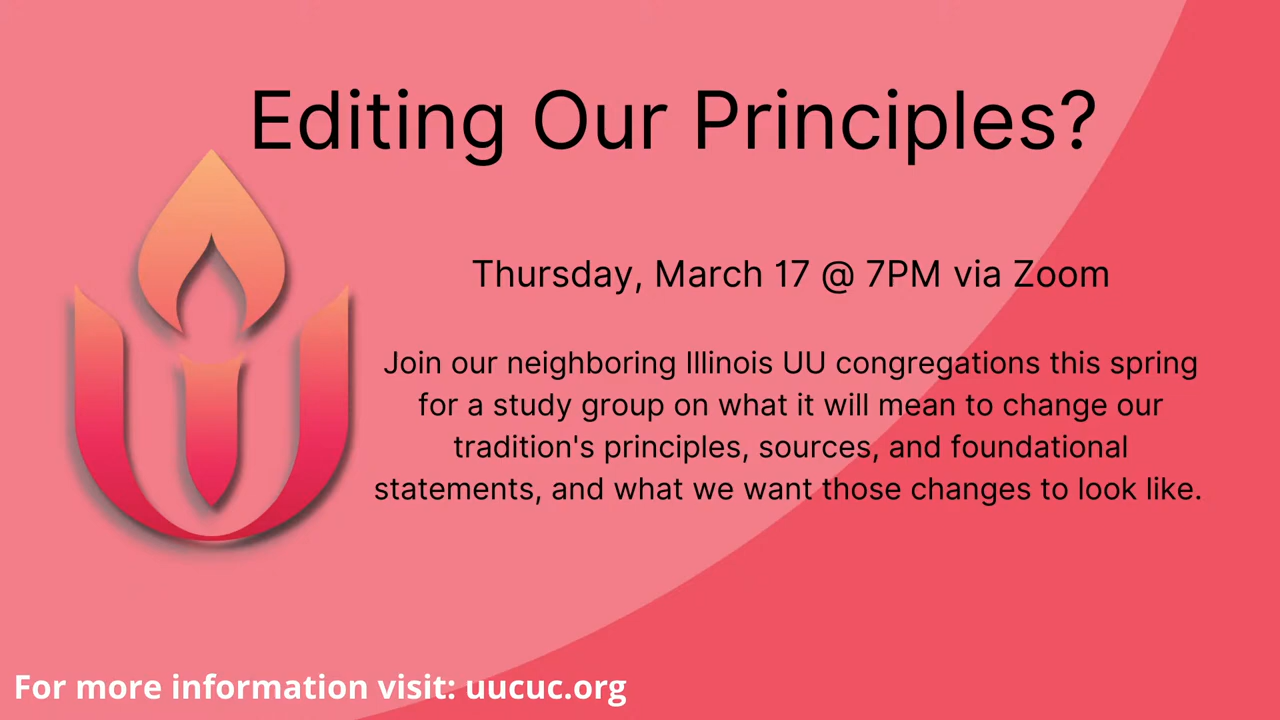 Editing Our Principles?
Thursday, March 17 @ 7PM via Zoom
Join our neighboring Illinois UU congregations this spring
for a study group on what it will mean to change our
tradition's principles, sources, and foundational
statements, and what we want those changes to look like.
For more information visit: uucuc.org